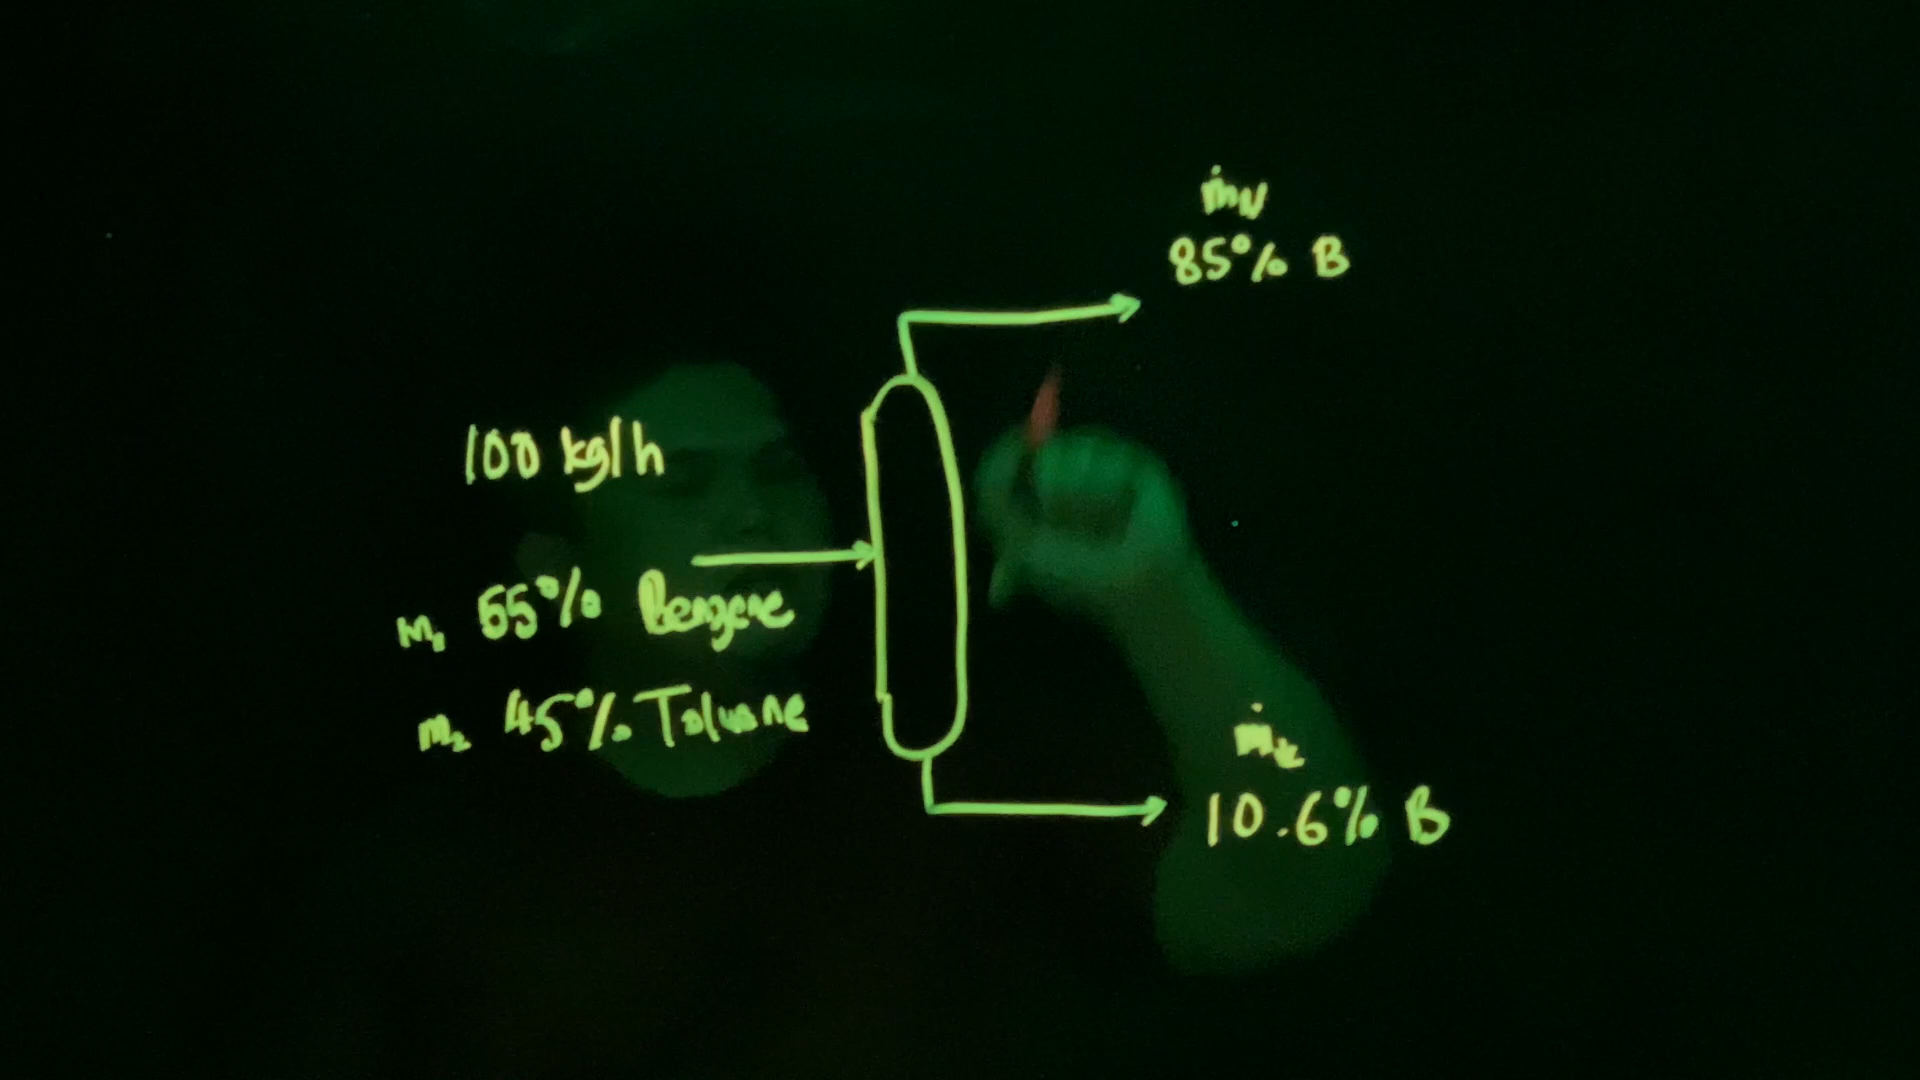 ṁv
85% B
100 kg/h
m₁ 55% Benzene
m₂ 45% Toluene
ṁL
10.6% B